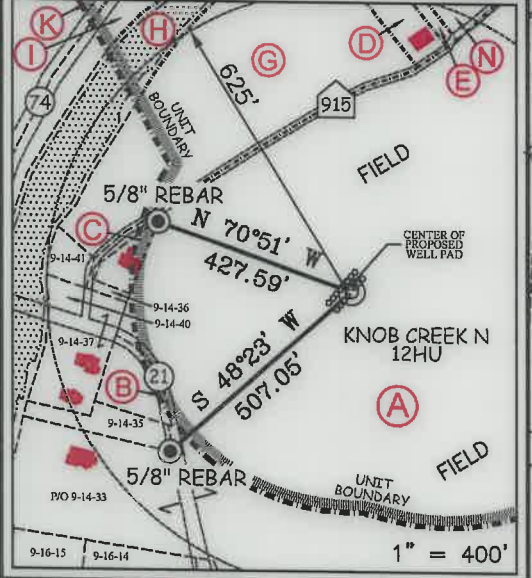 K
I
H
G
D
E
N
74
1
UNIT
BOUNDARY
625'
915
FIELD
5/8" REBAR
C
N 70°51' W
427.59'
CENTER OF
PROPOSED
WELL PAD
9-14-41
9-14-36
9-14-40
9-14-37
KNOB CREEK N
12HU
B
21
S 48°23' W
507.05'
A
9-14-35
5/8" REBAR
FIELD
UNIT
BOUNDARY
P/O 9-14-33
9-16-15
9-16-14
1" = 400'